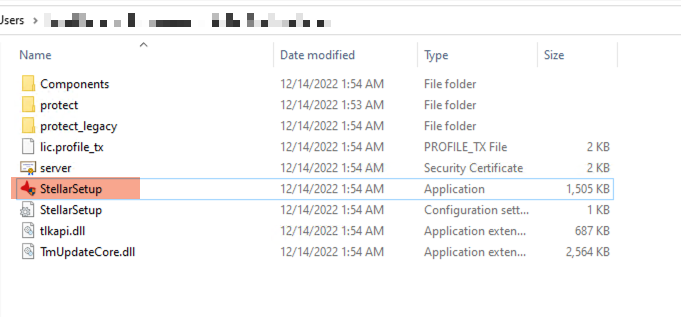 Users
Name Date modified Type Size
Components 12/14/2022 1:54 AM File folder
protect 12/14/2022 1:53 AM File folder
protect_legacy 12/14/2022 1:54 AM File folder
lic.profile_tx 12/14/2022 1:54 AM PROFILE_TX File 2 KB
server 12/14/2022 1:54 AM Security Certificate 2 KB
StellarSetup 12/14/2022 1:54 AM Application 1,505 KB
StellarSetup 12/14/2022 1:54 AM Configuration sett... 1 KB
tlkapi.dll 12/14/2022 1:54 AM Application exten... 687 KB
TmUpdateCore.dll 12/14/2022 1:54 AM Application exten... 2,564 KB